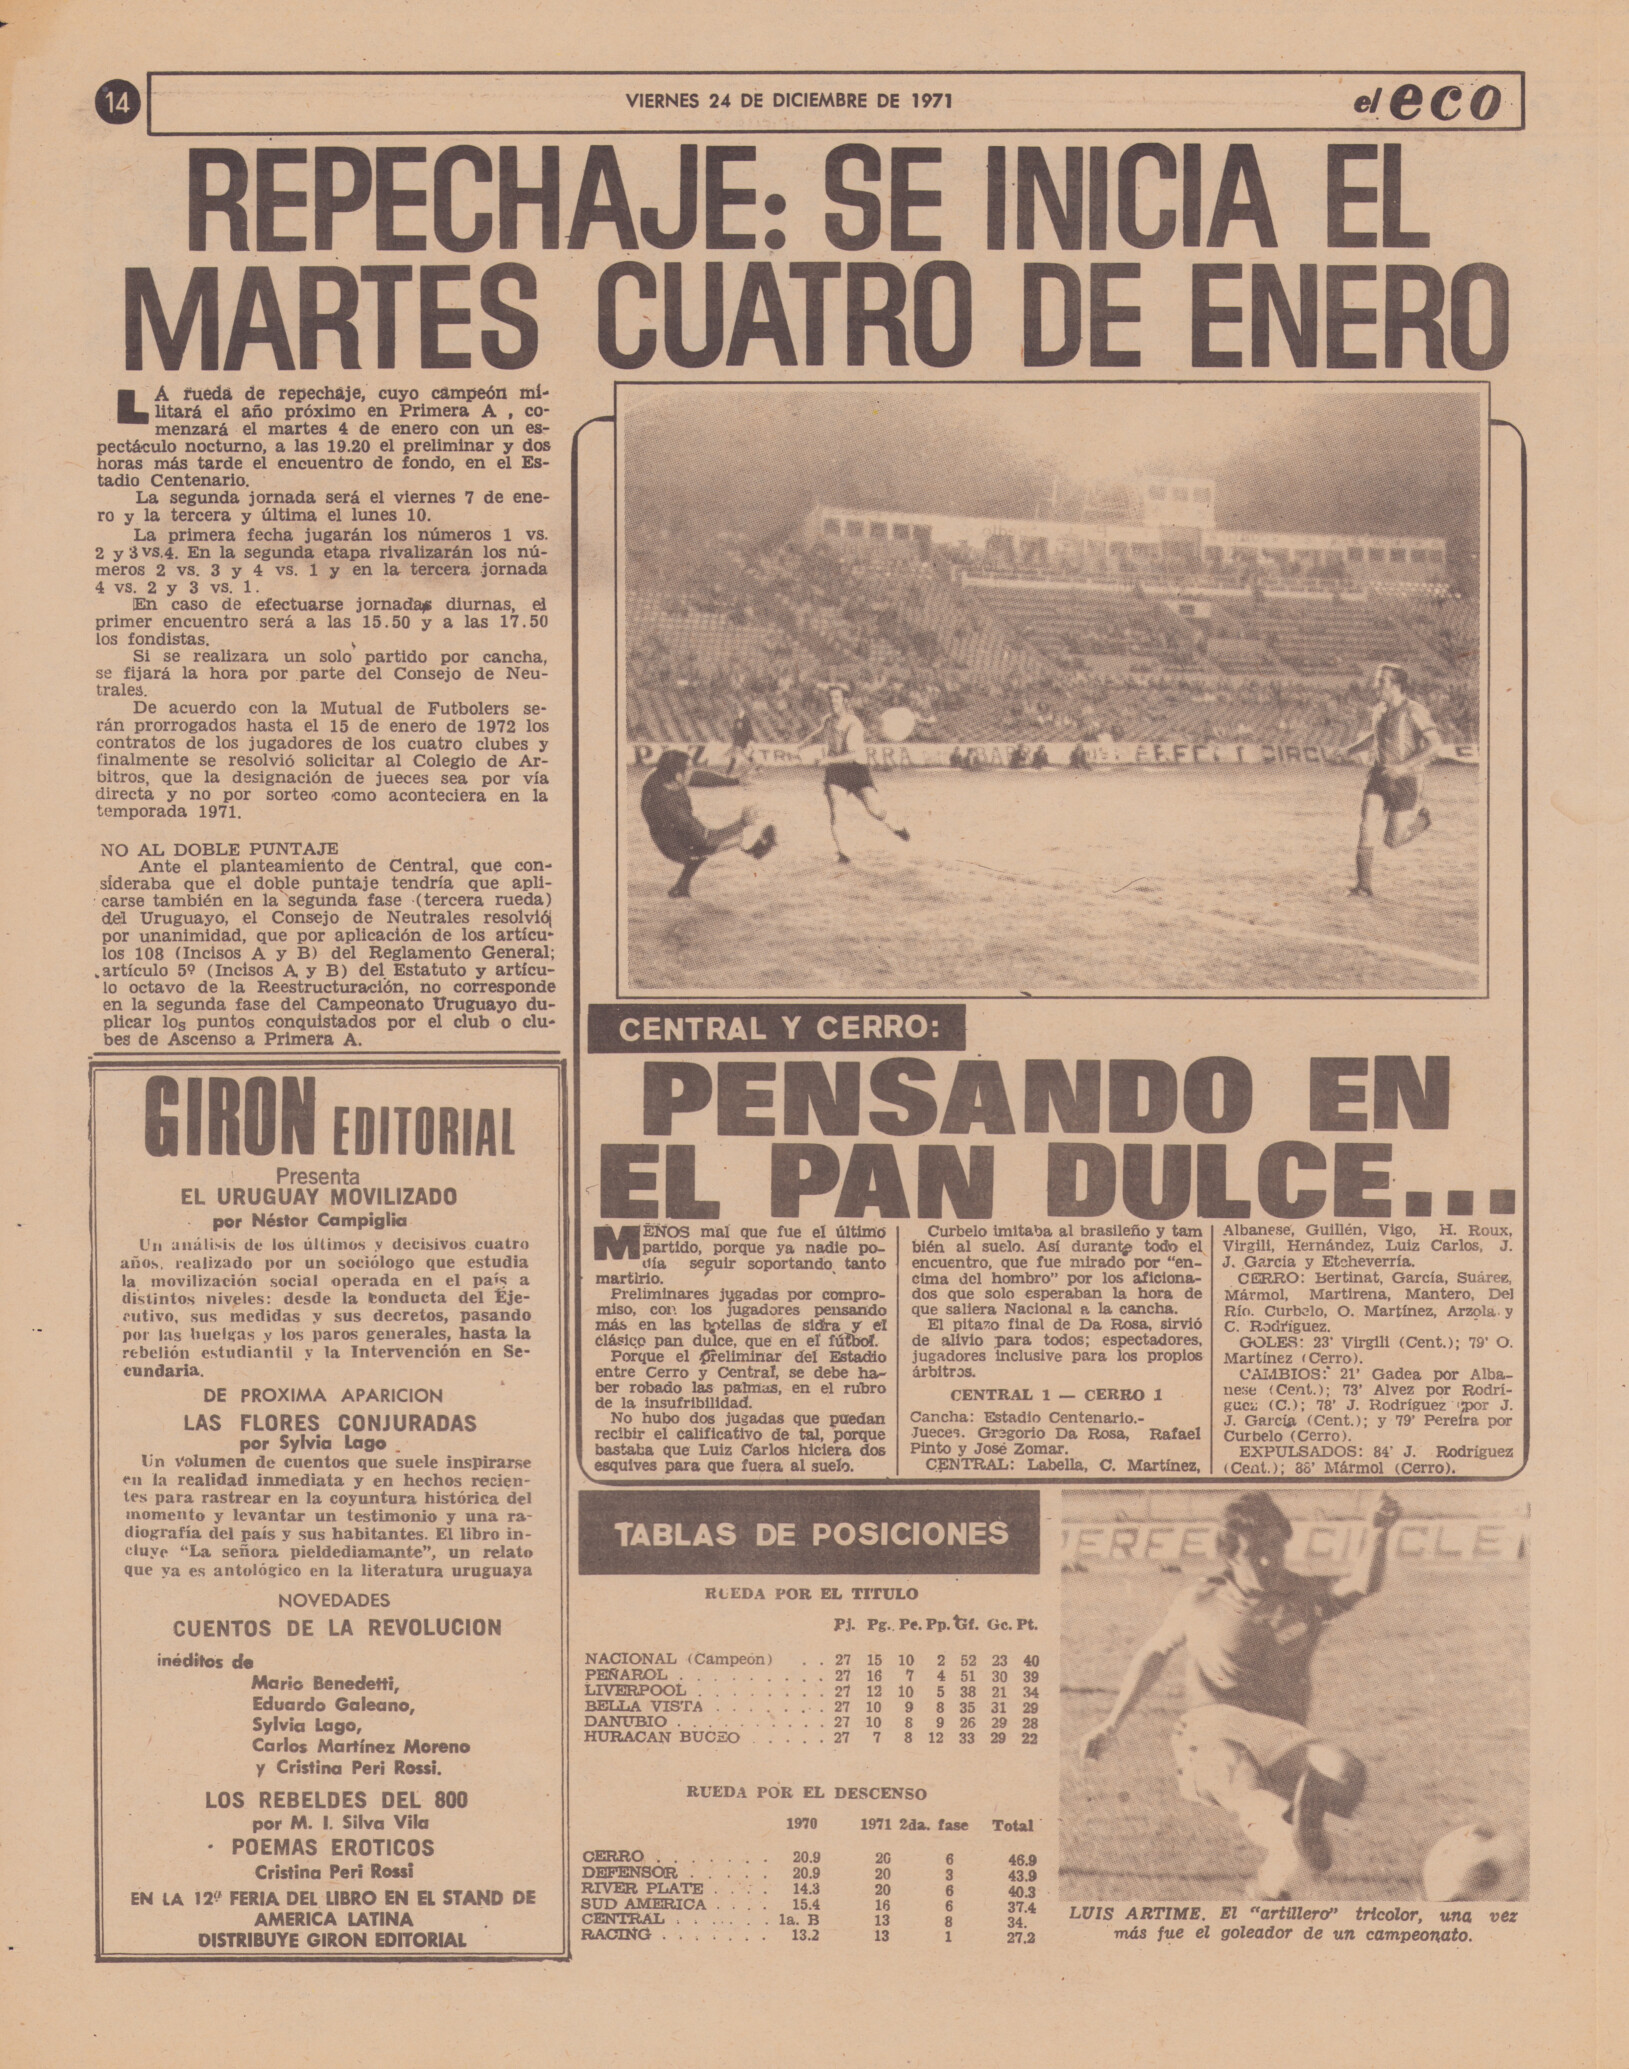 14
VIERNES 24 DE DICIEMBRE DE 1971
el eco
REPECHAJE: SE INICIA EL
MARTES CUATRO DE ENERO
LA rueda de repechaje, cuyo campeón mi-
litará el año próximo en Primera A , co-
menzará el martes 4 de enero con un es-
pectáculo nocturno, a las 19.20 el preliminar y dos
horas más tarde el encuentro de fondo, en el Es-
tadio Centenario.
La segunda jornada será el viernes 7 de ene-
ro y la tercera y última el lunes 10.
La primera fecha jugarán los números 1 vs.
2 y 3 vs.4. En la segunda etapa rivalizarán los nú-
meros 2 vs. 3 y 4 vs. 1 y en la tercera jornada
4 vs. 2 y 3 vs. 1.
En caso de efectuarse jornadas diurnas, el
primer encuentro será a las 15.50 y a las 17.50
los fondistas.
Si se realizara un solo partido por cancha,
se fijará la hora por parte del Consejo de Neu-
trales.
De acuerdo con la Mutual de Futbolers se-
rán prorrogados hasta el 15 de enero de 1972 los
contratos de los jugadores de los cuatro clubes y
finalmente se resolvió solicitar al Colegio de Ar-
bitros, que la designación de jueces sea por vía
directa y no por sorteo como aconteciera en la
temporada 1971.
NO AL DOBLE PUNTAJE
Ante el planteamiento de Central, que con-
sideraba que el doble puntaje tendría que apli-
carse también en la segunda fase (tercera rueda)
del Uruguayo, el Consejo de Neutrales resolvió
por unanimidad, que por aplicación de los artícu-
los 108 (Incisos A y B) del Reglamento General;
artículo 5º (Incisos A y B) del Estatuto y artícu-
lo octavo de la Reestructuración, no corresponde
en la segunda fase del Campeonato Uruguayo du-
plicar los puntos conquistados por el club o clu-
bes de Ascenso a Primera A.
GIRON EDITORIAL
Presenta
EL URUGUAY MOVILIZADO
por Néstor Campiglia
Un análisis de los últimos y decisivos cuatro
años, realizado por un sociólogo que estudia
la movilización social operada en el país a
distintos niveles: desde la conducta del Eje-
cutivo, sus medidas y sus decretos, pasando
por las huelgas y los paros generales, hasta la
rebelión estudiantil y la Intervención en Se-
cundaria.
DE PROXIMA APARICION
LAS FLORES CONJURADAS
por Sylvia Lago
Un volumen de cuentos que suele inspirarse
en la realidad inmediata y en hechos recien-
tes para rastrear en la coyuntura histórica del
momento y levantar un testimonio y una ra-
diografía del país y sus habitantes. El libro in-
cluye "La señora pieldediamante", un relato
que ya es antológico en la literatura uruguaya
NOVEDADES
CUENTOS DE LA REVOLUCION
inéditos de
Mario Benedetti,
Eduardo Galeano,
Sylvia Lago,
Carlos Martínez Moreno
y Cristina Peri Rossi.
LOS REBELDES DEL 800
por M. I. Silva Vila
POEMAS EROTICOS
Cristina Peri Rossi
EN LA 12º FERIA DEL LIBRO EN EL STAND DE
AMERICA LATINA
DISTRIBUYE GIRON EDITORIAL
PERFECT CIRCLE
CENTRAL Y CERRO:
PENSANDO EN
EL PAN DULCE...
MENOS mal que fue el último
partido, porque ya nadie po-
día seguir soportando tanto
martirio.
Preliminares jugadas por compro-
miso, con los jugadores pensando
más en las botellas de sidra y el
clásico pan dulce, que en el fútbol.
Porque el preliminar del Estadio
entre Cerro y Central, se debe ha-
ber robado las palmas, en el rubro
de la insufribilidad.
No hubo dos jugadas que puedan
recibir el calificativo de tal, porque
bastaba que Luiz Carlos hiciera dos
esquives para que fuera al suelo.
Curbelo imitaba al brasileño y tam
bién al suelo. Así durante todo el
encuentro, que fue mirado por "en-
cima del hombro" por los aficiona-
dos que solo esperaban la hora de
que saliera Nacional a la cancha.
El pitazo final de Da Rosa, sirvió
de alivio para todos; espectadores,
jugadores inclusive para los propios
árbitros.
CENTRAL 1 — CERRO 1
Cancha: Estadio Centenario.-
Jueces. Gregorio Da Rosa, Rafael
Pinto y José Zomar.
CENTRAL: Labella, C. Martínez,
Albanese, Guillén, Vigo, H. Roux,
Virgili, Hernández, Luiz Carlos, J.
J. García y Etcheverría.
CERRO: Bertinat, García, Suárez,
Mármol, Martirena, Mantero, Del
Río. Curbelo, O. Martínez, Arzola y
C. Rodríguez.
GOLES: 23' Virgili (Cent.); 79' O.
Martínez (Cerro).
CAMBIOS: 21' Gadea por Alba-
nese (Cent.); 73' Alvez por Rodrí-
guez (C.); 78' J. Rodríguez por J.
J. García (Cent.); y 79' Pereira por
Curbelo (Cerro).
EXPULSADOS: 84' J. Rodríguez
(Cent.); 88' Mármol (Cerro).
TABLAS DE POSICIONES
RUEDA POR EL TITULO
Pj. Pg. Pe. Pp. Gf. Gc. Pt.
NACIONAL (Campeón) . . 27 15 10 2 52 23 40
PEÑAROL . . . . . . . . . 27 16 7 4 51 30 39
LIVERPOOL . . . . . . . . 27 12 10 5 38 21 34
BELLA VISTA . . . . . . . 27 10 9 8 35 31 29
DANUBIO . . . . . . . . . . 27 10 8 9 26 29 28
HURACAN BUCEO . . . . . 27 7 8 12 33 29 22
RUEDA POR EL DESCENSO
1970 1971 2da. fase Total
CERRO . . . . . . . 20.9 20 6 46.9
DEFENSOR . . . . . 20.9 20 3 43.9
RIVER PLATE . . . . 14.3 20 6 40.3
SUD AMERICA . . . . 15.4 16 6 37.4
CENTRAL . . . . . . 1a. B 13 8 34.
RACING . . . . . . . 13.2 13 1 27.2
PERFECT CIRCLE
LUIS ARTIME. El "artillero" tricolor, una vez
más fue el goleador de un campeonato.